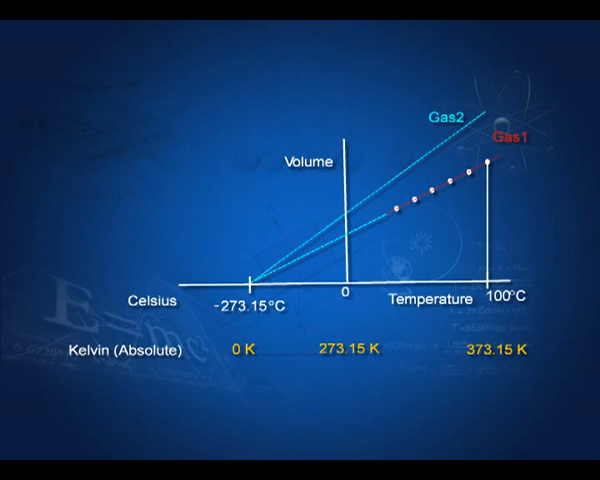 Gas2
Gas1
Volume
Celsius
-273.15°C
0
Temperature
100°C
Kelvin (Absolute)
0 K
273.15 K
373.15 K